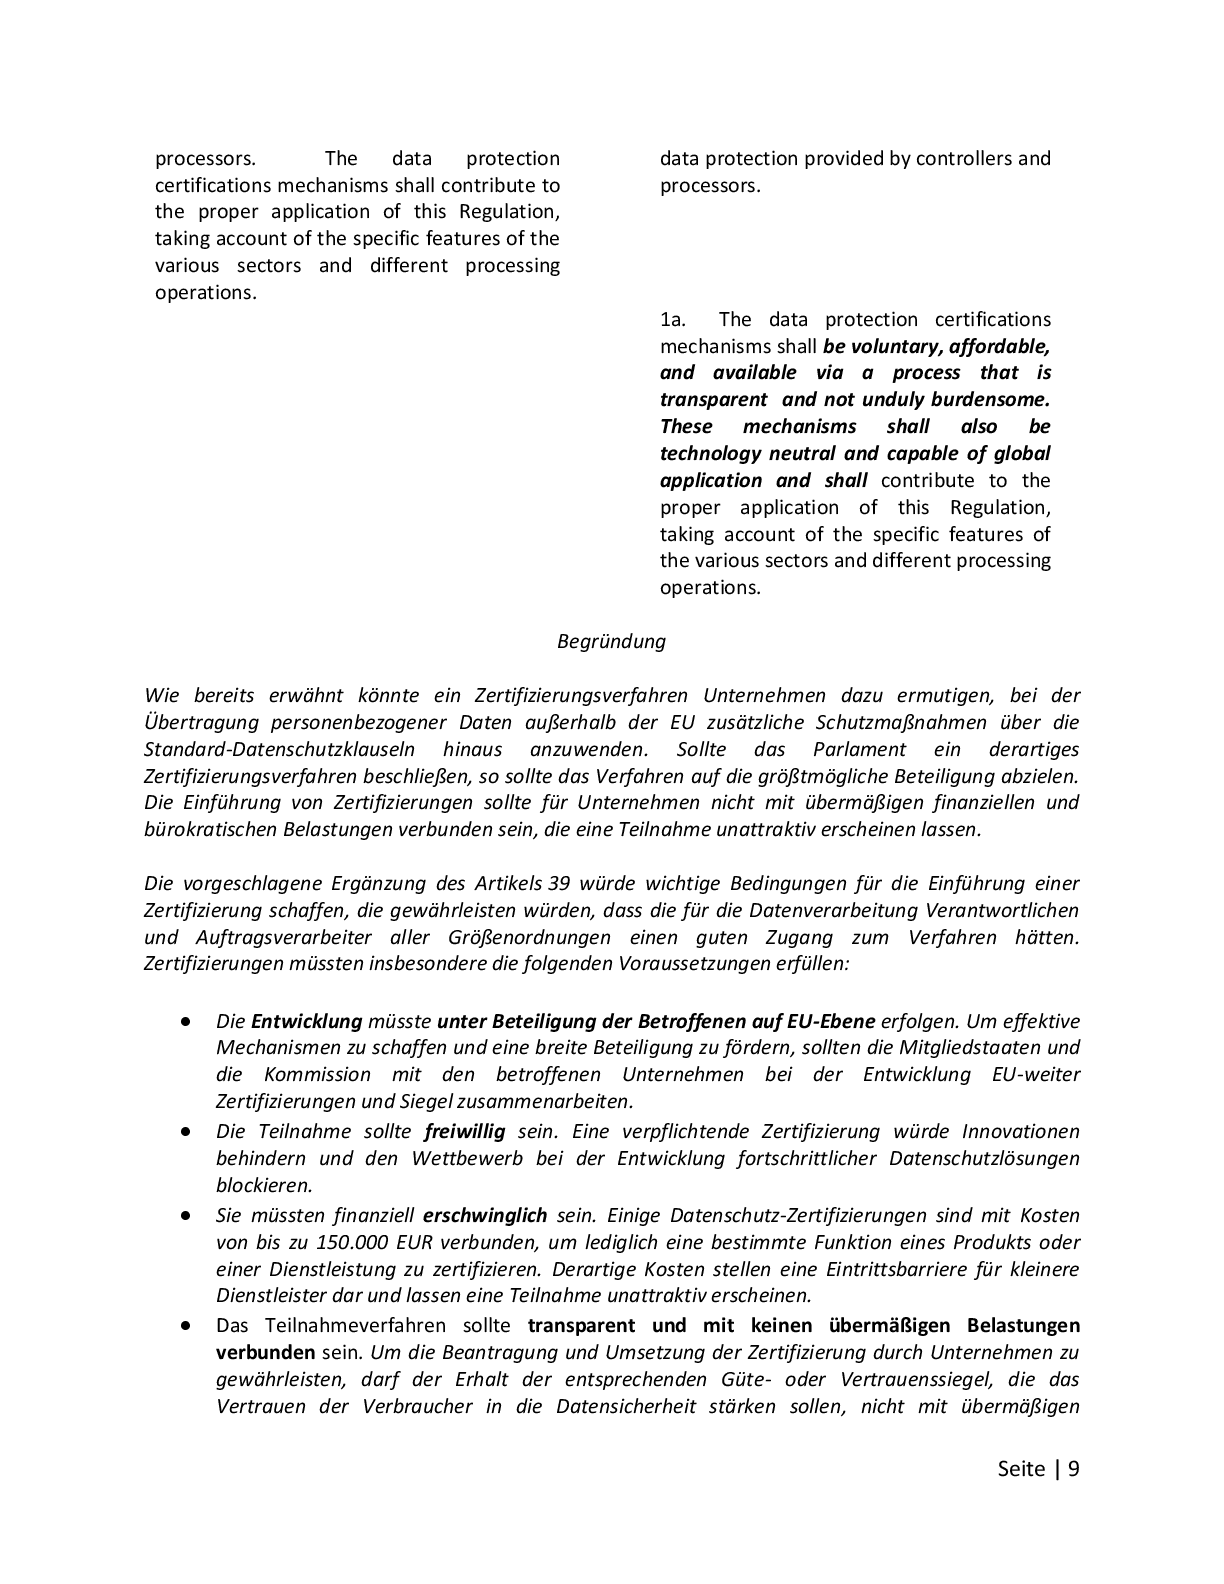 processors. The data protection
certifications mechanisms shall contribute to
the proper application of this Regulation,
taking account of the specific features of the
various sectors and different processing
operations.
data protection provided by controllers and
processors.
1a. The data protection certifications
mechanisms shall be voluntary, affordable,
and available via a process that is
transparent and not unduly burdensome.
These mechanisms shall also be
technology neutral and capable of global
application and shall contribute to the
proper application of this Regulation,
taking account of the specific features of
the various sectors and different processing
operations.
Begründung
Wie bereits erwähnt könnte ein Zertifizierungsverfahren Unternehmen dazu ermutigen, bei der
Übertragung personenbezogener Daten außerhalb der EU zusätzliche Schutzmaßnahmen über die
Standard-Datenschutzklauseln hinaus anzuwenden. Sollte das Parlament ein derartiges
Zertifizierungsverfahren beschließen, so sollte das Verfahren auf die größtmögliche Beteiligung abzielen.
Die Einführung von Zertifizierungen sollte für Unternehmen nicht mit übermäßigen finanziellen und
bürokratischen Belastungen verbunden sein, die eine Teilnahme unattraktiv erscheinen lassen.
Die vorgeschlagene Ergänzung des Artikels 39 würde wichtige Bedingungen für die Einführung einer
Zertifizierung schaffen, die gewährleisten würden, dass die für die Datenverarbeitung Verantwortlichen
und Auftragsverarbeiter aller Größenordnungen einen guten Zugang zum Verfahren hätten.
Zertifizierungen müssten insbesondere die folgenden Voraussetzungen erfüllen:
● Die Entwicklung müsste unter Beteiligung der Betroffenen auf EU-Ebene erfolgen. Um effektive
Mechanismen zu schaffen und eine breite Beteiligung zu fördern, sollten die Mitgliedstaaten und
die Kommission mit den betroffenen Unternehmen bei der Entwicklung EU-weiter
Zertifizierungen und Siegel zusammenarbeiten.
● Die Teilnahme sollte freiwillig sein. Eine verpflichtende Zertifizierung würde Innovationen
behindern und den Wettbewerb bei der Entwicklung fortschrittlicher Datenschutzlösungen
blockieren.
● Sie müssten finanziell erschwinglich sein. Einige Datenschutz-Zertifizierungen sind mit Kosten
von bis zu 150.000 EUR verbunden, um lediglich eine bestimmte Funktion eines Produkts oder
einer Dienstleistung zu zertifizieren. Derartige Kosten stellen eine Eintrittsbarriere für kleinere
Dienstleister dar und lassen eine Teilnahme unattraktiv erscheinen.
● Das Teilnahmeverfahren sollte transparent und mit keinen übermäßigen Belastungen
verbunden sein. Um die Beantragung und Umsetzung der Zertifizierung durch Unternehmen zu
gewährleisten, darf der Erhalt der entsprechenden Güte- oder Vertrauenssiegel, die das
Vertrauen der Verbraucher in die Datensicherheit stärken sollen, nicht mit übermäßigen
Seite | 9